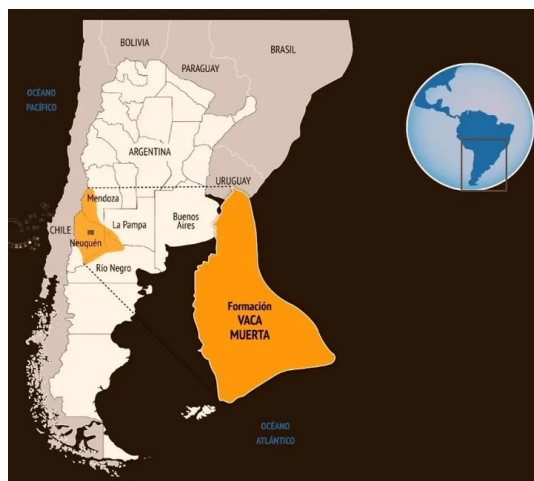 BOLIVIA
BRASIL
PARAGUAY
OCÉANO
PACÍFICO
ARGENTINA
URUGUAY
Mendoza
CHILE
La Pampa
Buenos
Aires
Neuquén
Río Negro
Formación
VACA
MUERTA
OCÉANO
ATLÁNTICO